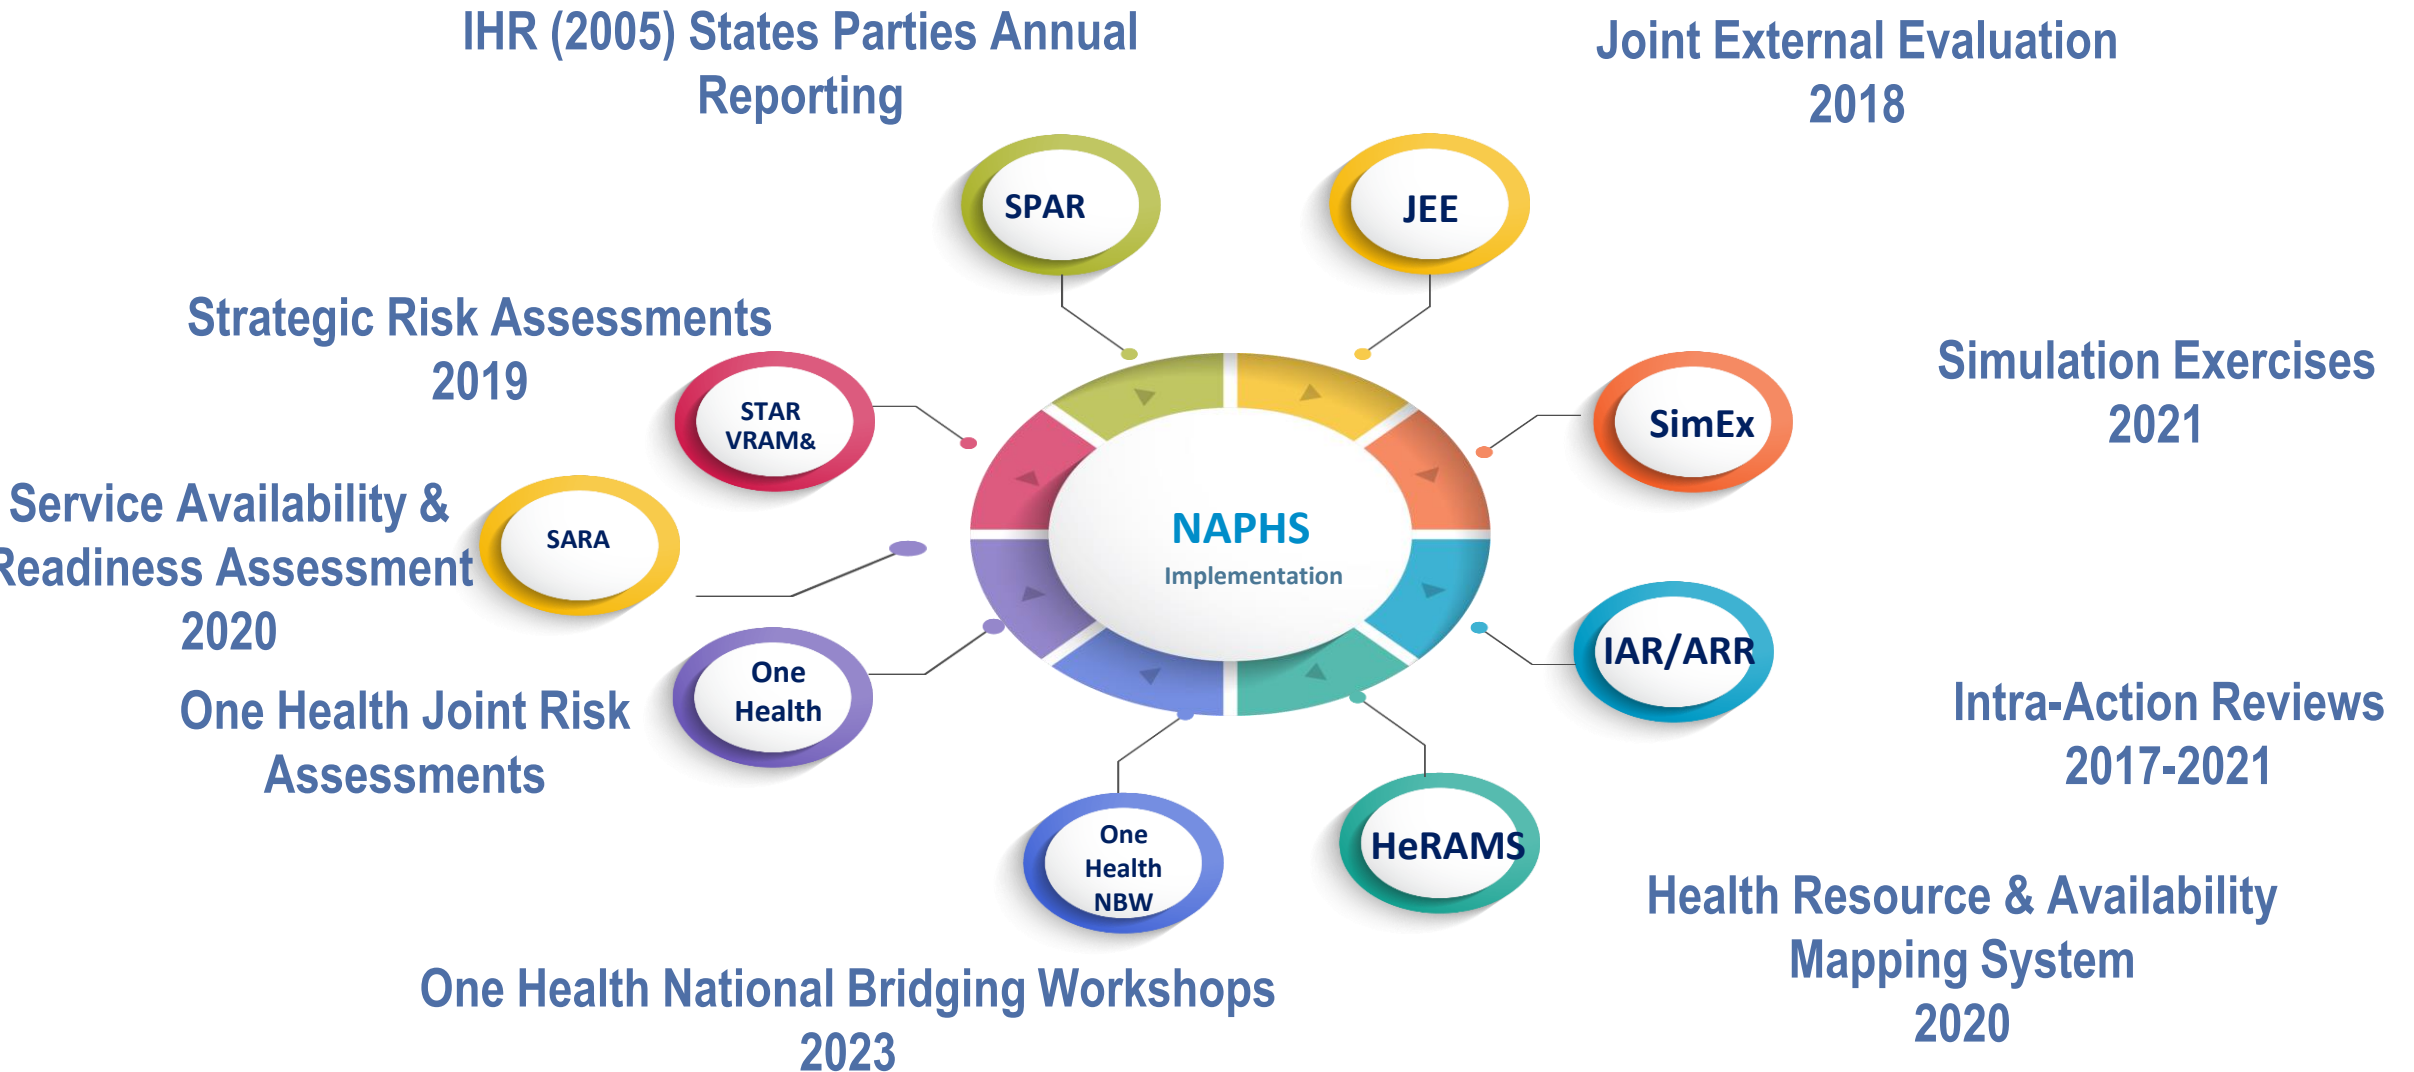 IHR (2005) States Parties Annual
Reporting
Joint External Evaluation
2018
SPAR
JEE
Strategic Risk Assessments
2019
STAR
VRAM&
SimEx
Simulation Exercises
2021
Service Availability &
Readiness Assessment
2020
SARA
NAPHS
Implementation
One
Health
One Health Joint Risk
Assessments
IAR/ARR
Intra-Action Reviews
2017-2021
One
Health
NBW
HeRAMS
Health Resource & Availability
Mapping System
2020
One Health National Bridging Workshops
2023